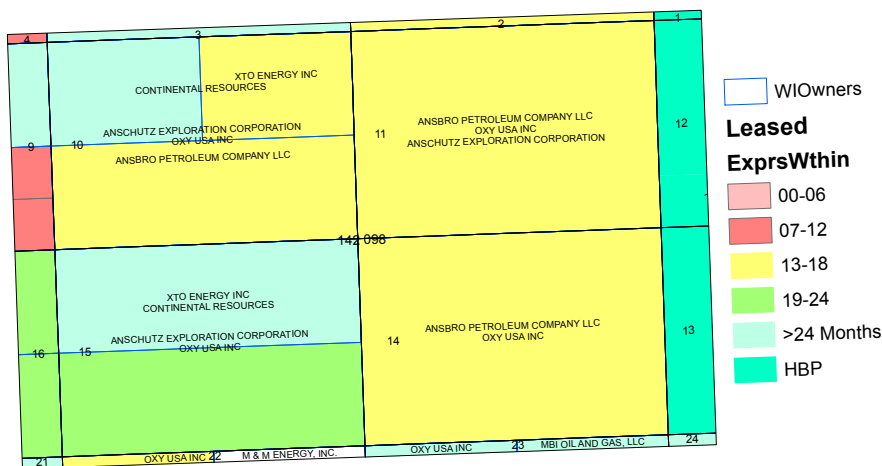 4
3
2
1
XTO ENERGY INC
CONTINENTAL RESOURCES
ANSCHUTZ EXPLORATION CORPORATION
OXY USA INC
9
10
ANSBRO PETROLEUM COMPANY LLC
11
ANSBRO PETROLEUM COMPANY LLC
OXY USA INC
ANSCHUTZ EXPLORATION CORPORATION
12
142 098
XTO ENERGY INC
CONTINENTAL RESOURCES
ANSCHUTZ EXPLORATION CORPORATION
OXY USA INC
16
15
14
ANSBRO PETROLEUM COMPANY LLC
OXY USA INC
13
21
OXY USA INC
22
M & M ENERGY, INC.
OXY USA INC
23
MBI OIL AND GAS, LLC
24
WIOwners
Leased
ExprsWthin
00-06
07-12
13-18
19-24
>24 Months
HBP